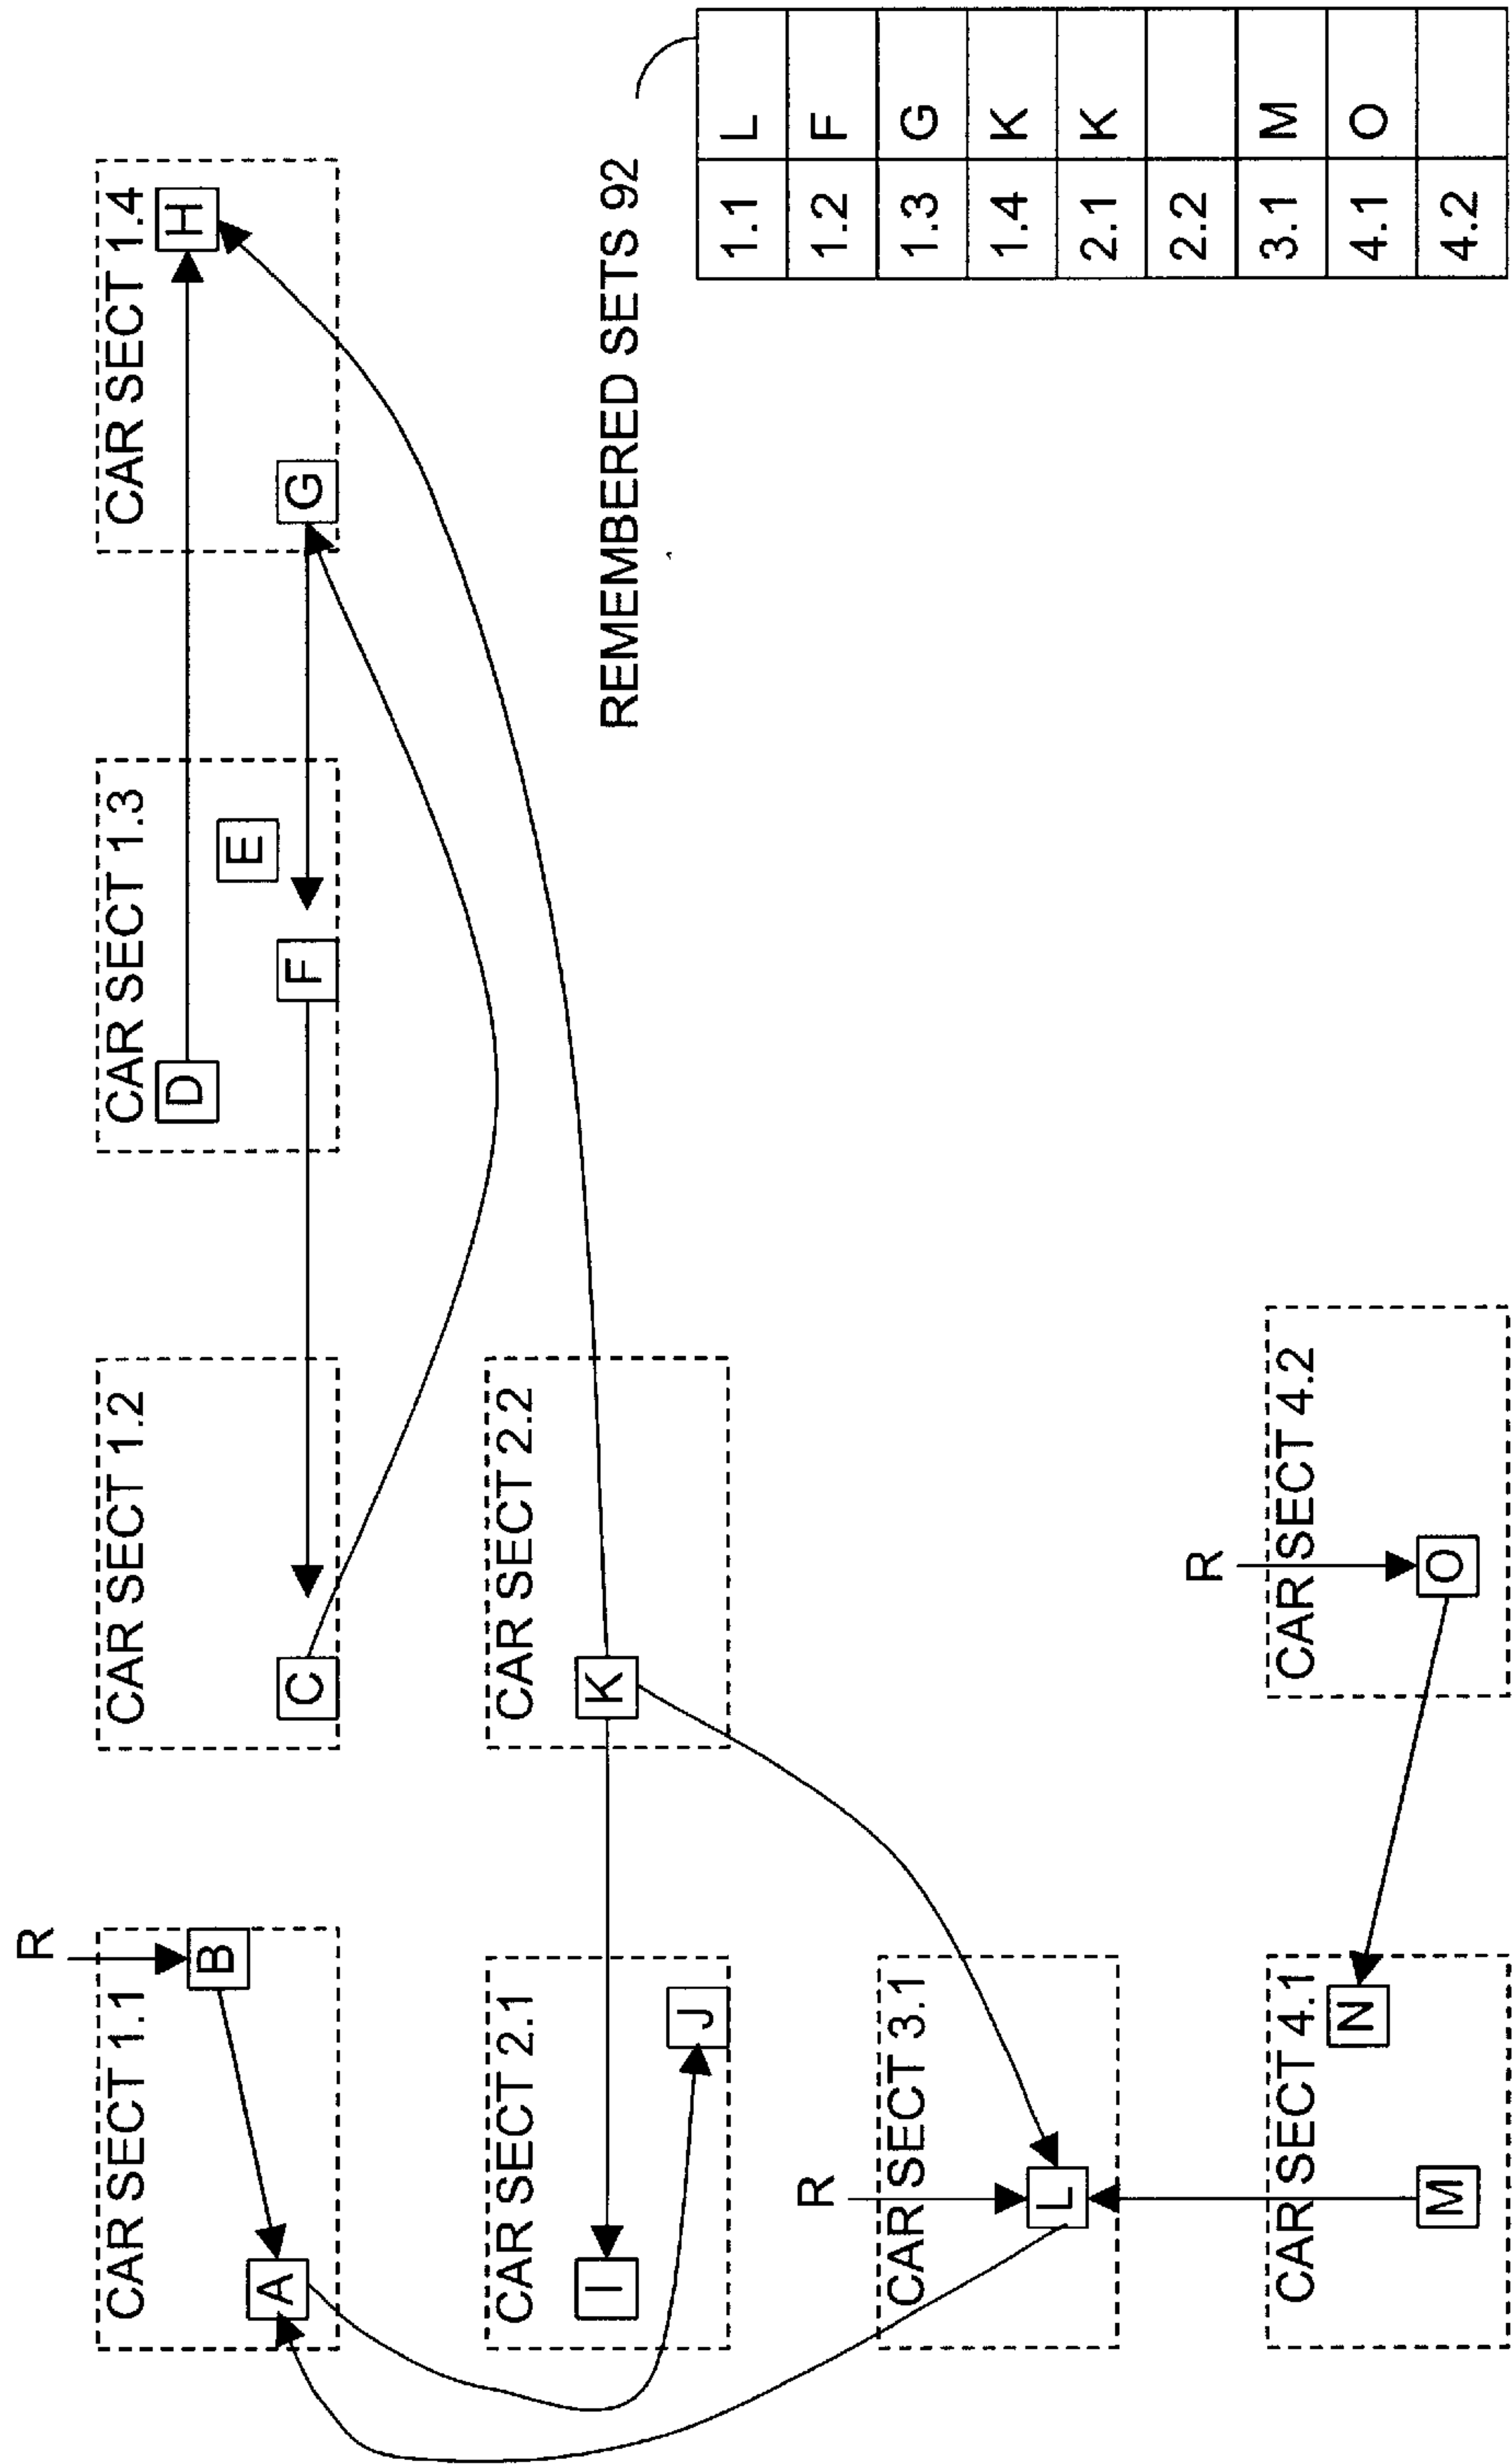 R
CAR SECT 1.1
B
A
CAR SECT 1.2
C
CAR SECT 1.3
D
E
F
CAR SECT 1.4
H
G
CAR SECT 2.1
I
J
CAR SECT 2.2
K
R
CAR SECT 3.1
L
CAR SECT 4.1
N
M
R
CAR SECT 4.2
O
REMEMBERED SETS 92
1.1 L
1.2 F
1.3 G
1.4 K
2.1 K
2.2
3.1 M
4.1 O
4.2